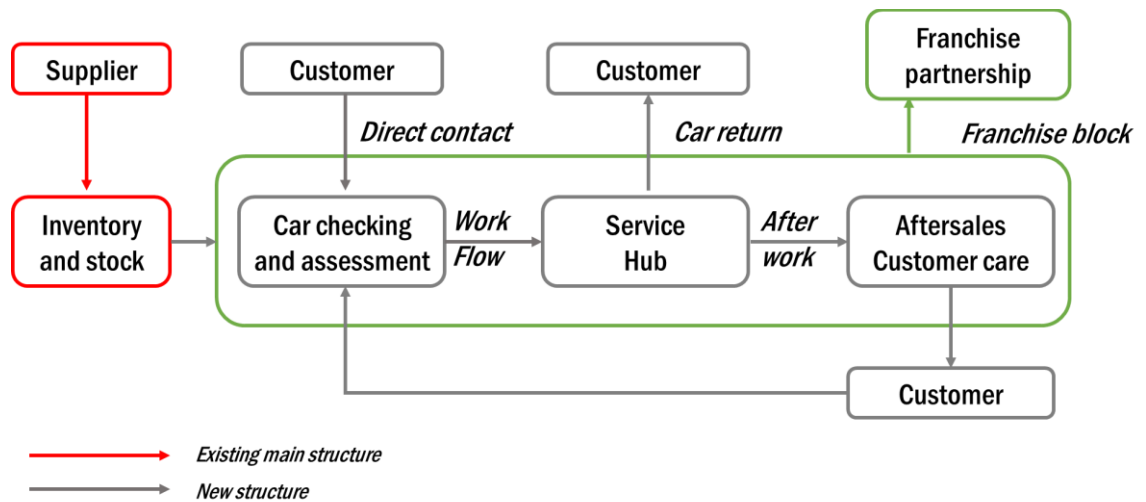 Supplier
Customer
Customer
Franchise
partnership
Direct contact
Car return
Franchise block
Inventory
and stock
Car checking
and assessment
Work
Flow
Service
Hub
After
work
Aftersales
Customer care
Customer
Existing main structure
New structure